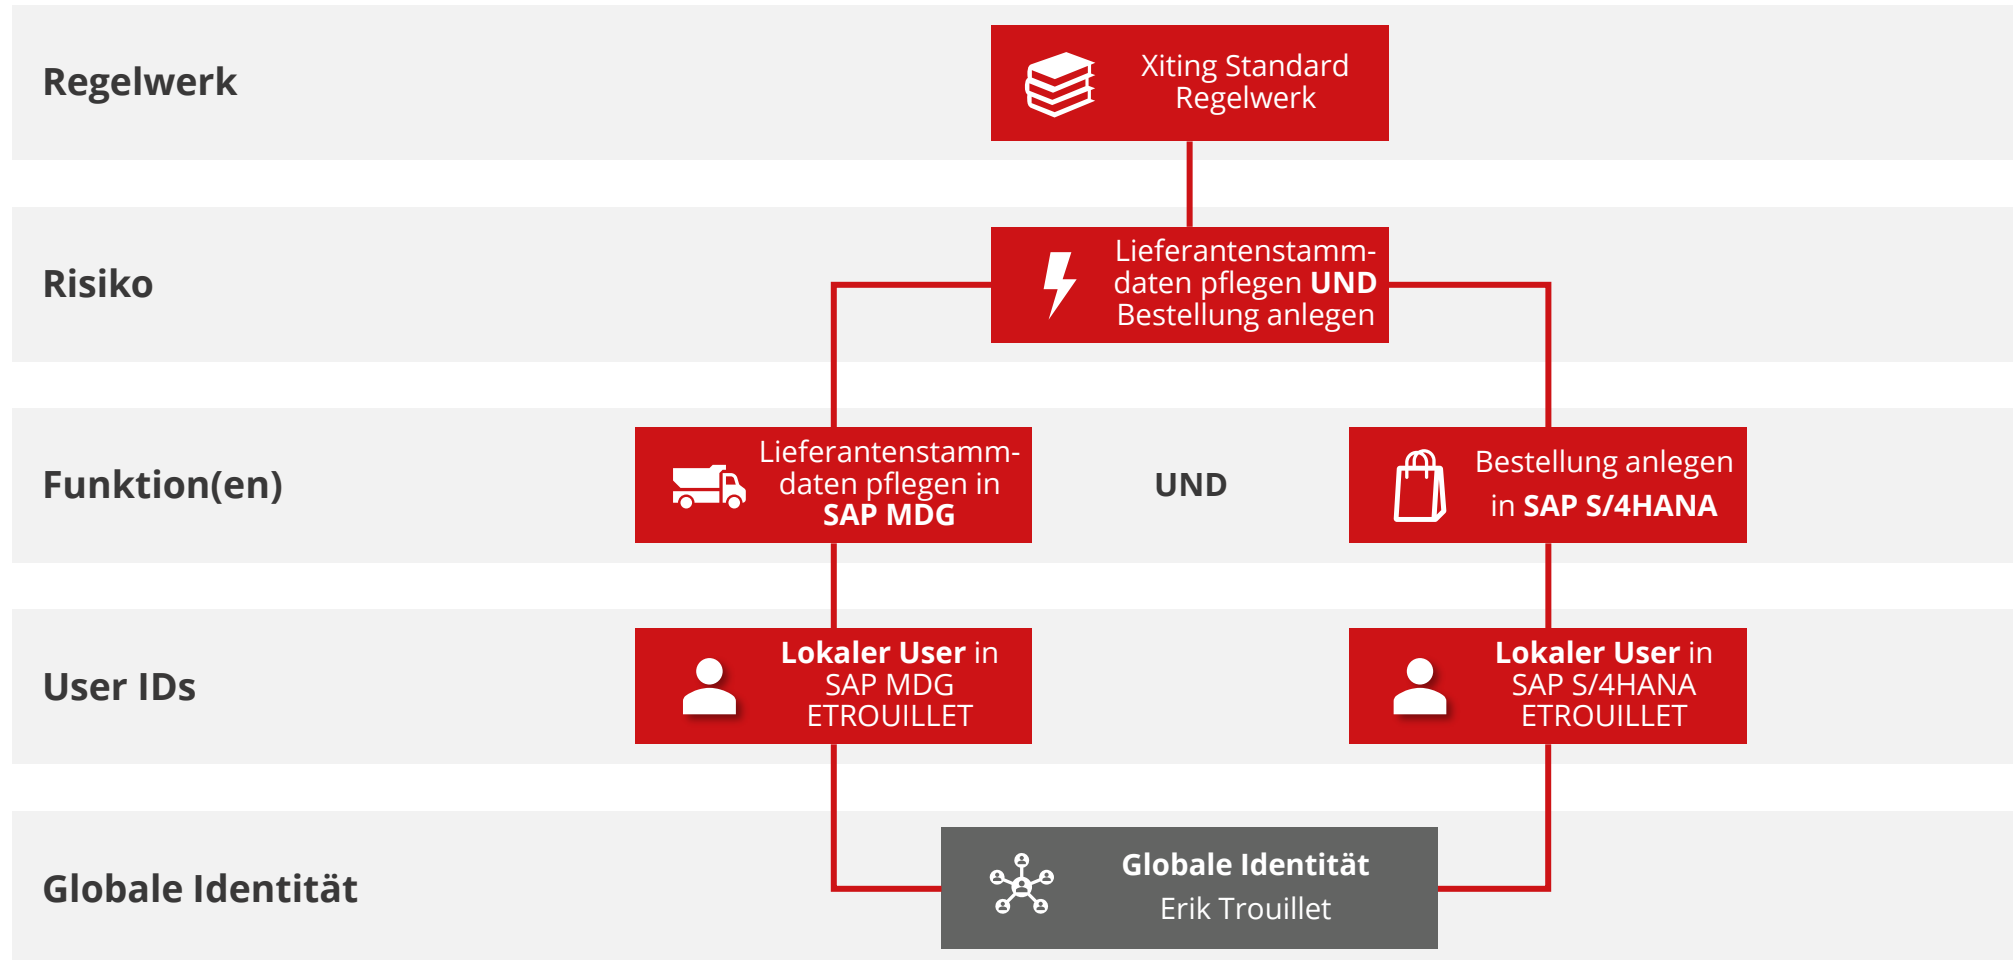 Regelwerk
Xiting Standard
Regelwerk
Risiko
Lieferantenstamm-
daten pflegen UND
Bestellung anlegen
Funktion(en)
Lieferantenstamm-
daten pflegen in
SAP MDG
UND
Bestellung anlegen
in SAP S/4HANA
User IDs
Lokaler User in
SAP MDG
ETROUILLET
Lokaler User in
SAP S/4HANA
ETROUILLET
Globale Identität
Globale Identität
Erik Trouillet